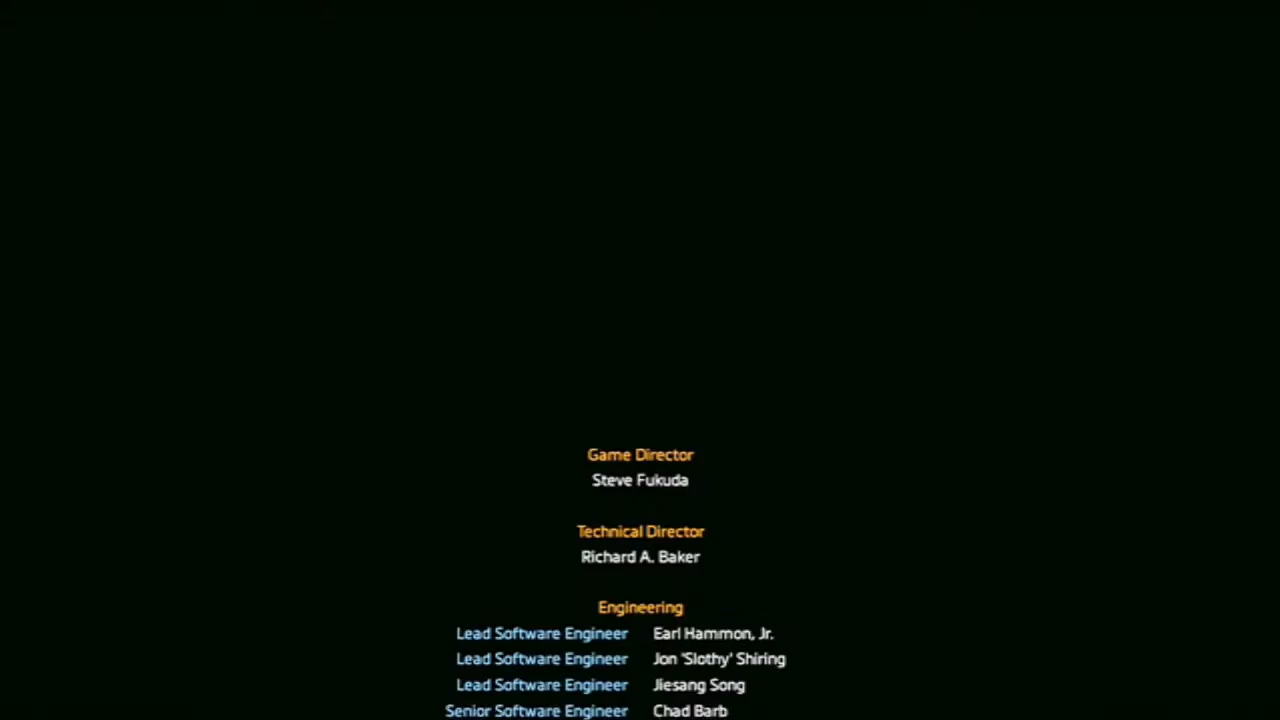 Game Director
Steve Fukuda
Technical Director
Richard A. Baker
Engineering
Lead Software Engineer Earl Hammon, Jr.
Lead Software Engineer Jon 'Slothy' Shiring
Lead Software Engineer Jiesang Song
Senior Software Engineer Chad Barb